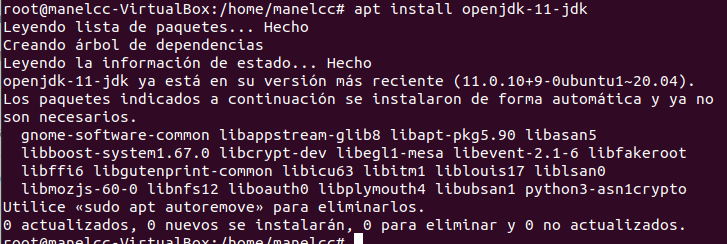 root@manelcc-VirtualBox:/home/manelcc# apt install openjdk-11-jdk
Leyendo lista de paquetes... Hecho
Creando árbol de dependencias
Leyendo la información de estado... Hecho
openjdk-11-jdk ya está en su versión más reciente (11.0.10+9-0ubuntu1~20.04).
Los paquetes indicados a continuación se instalaron de forma automática y ya no
son necesarios.
gnome-software-common libappstream-glib8 libapt-pkg5.90 libasan5
libboost-system1.67.0 libcrypt-dev libegl1-mesa libevent-2.1-6 libfakeroot
libffi6 libgutenprint-common libicu63 libitm1 liblouis17 liblsan0
libmozjs-60-0 libnfs12 liboauth0 libplymouth4 libubsan1 python3-asn1crypto
Utilice «sudo apt autoremove» para eliminarlos.
0 actualizados, 0 nuevos se instalarán, 0 para eliminar y 0 no actualizados.
root@manelcc-VirtualBox:/home/manelcc#